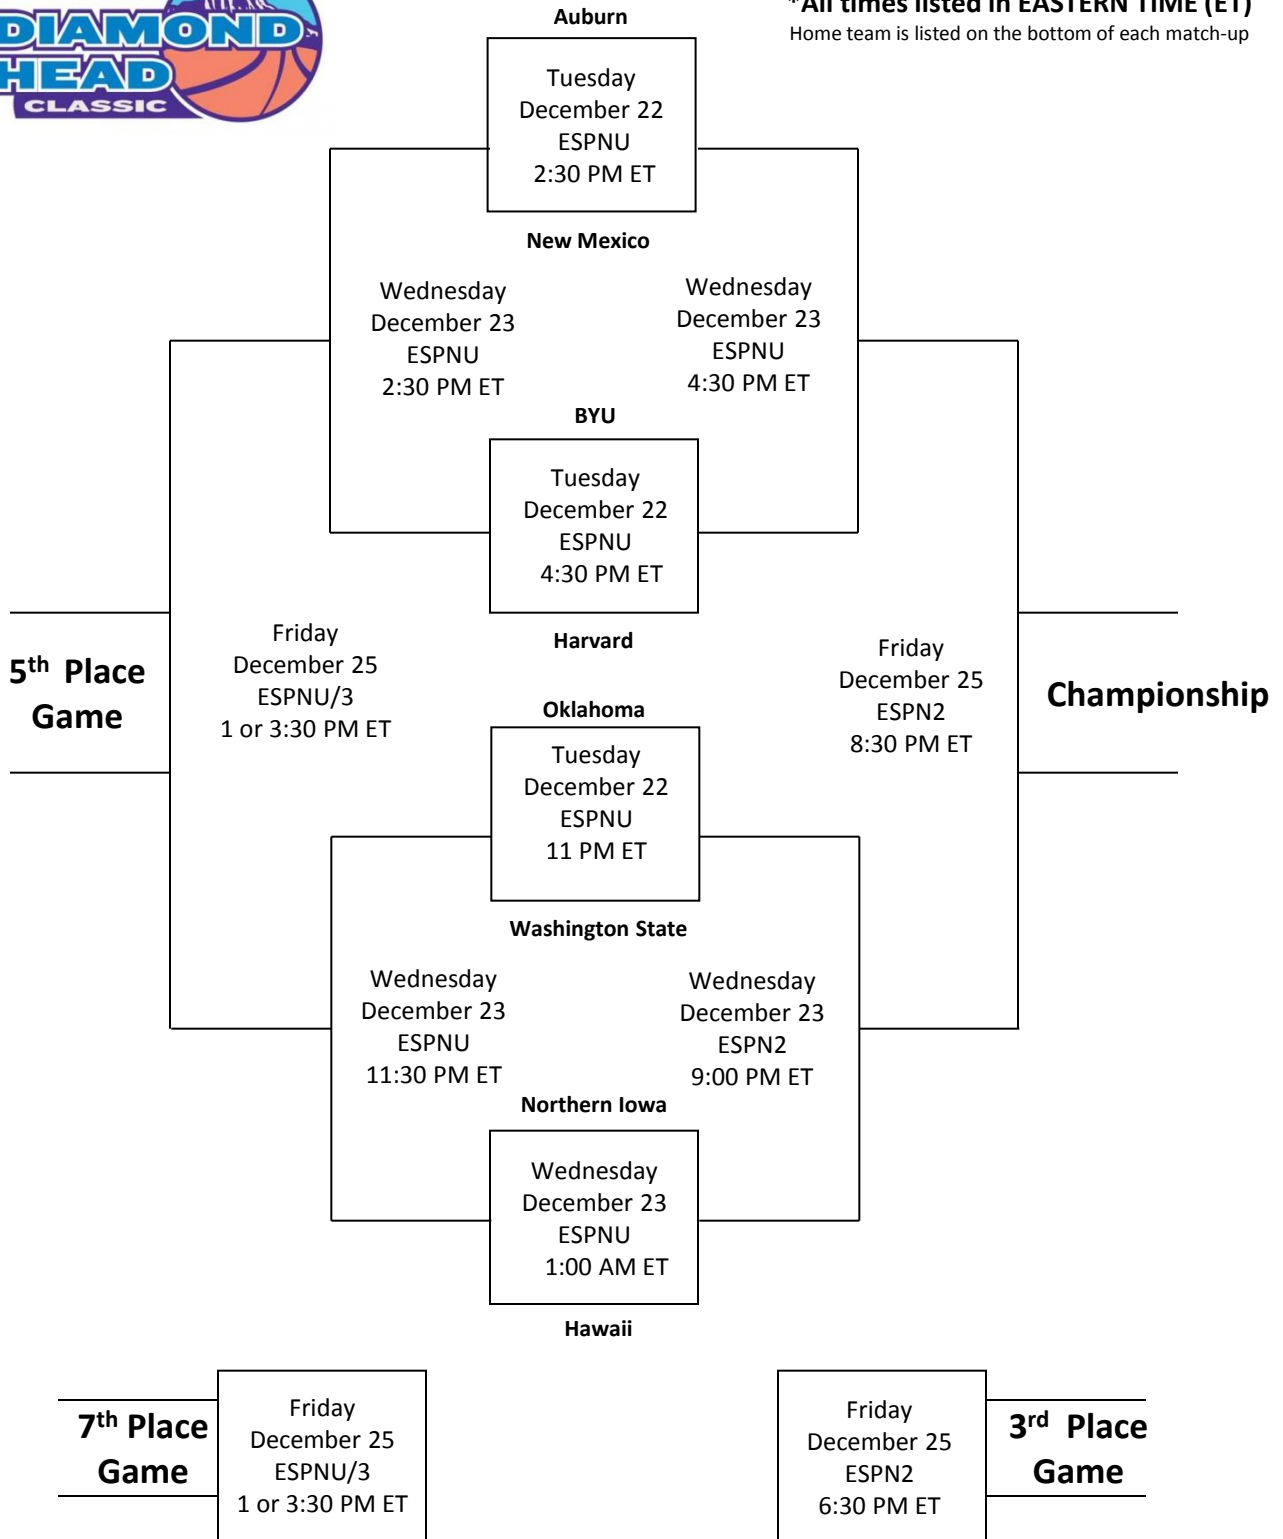 DIAMOND
HEAD
CLASSIC
*All times listed in EASTERN TIME (ET)
Home team is listed on the bottom of each match-up
Auburn
Tuesday
December 22
ESPNU
2:30 PM ET
New Mexico
Wednesday
December 23
ESPNU
2:30 PM ET
Wednesday
December 23
ESPNU
4:30 PM ET
BYU
Tuesday
December 22
ESPNU
4:30 PM ET
Harvard
5th Place
Game
Friday
December 25
ESPNU/3
1 or 3:30 PM ET
Friday
December 25
ESPN2
8:30 PM ET
Championship
Oklahoma
Tuesday
December 22
ESPNU
11 PM ET
Washington State
Wednesday
December 23
ESPNU
11:30 PM ET
Wednesday
December 23
ESPN2
9:00 PM ET
Northern Iowa
Wednesday
December 23
ESPNU
1:00 AM ET
Hawaii
7th Place
Game
Friday
December 25
ESPNU/3
1 or 3:30 PM ET
Friday
December 25
ESPN2
6:30 PM ET
3rd Place
Game